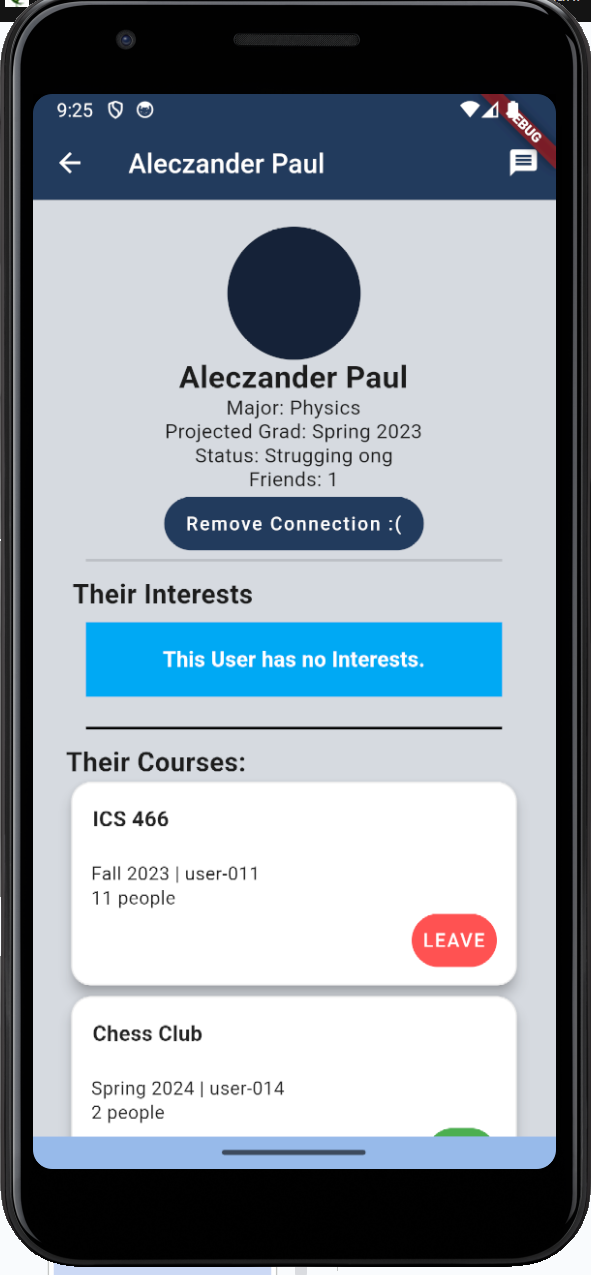 9:25
DEBUG
Aleczander Paul
Aleczander Paul
Major: Physics
Projected Grad: Spring 2023
Status: Strugging ong
Friends: 1
Remove Connection :(
Their Interests
This User has no Interests.
Their Courses:
ICS 466
Fall 2023 | user-011
11 people
LEAVE
Chess Club
Spring 2024 | user-014
2 people